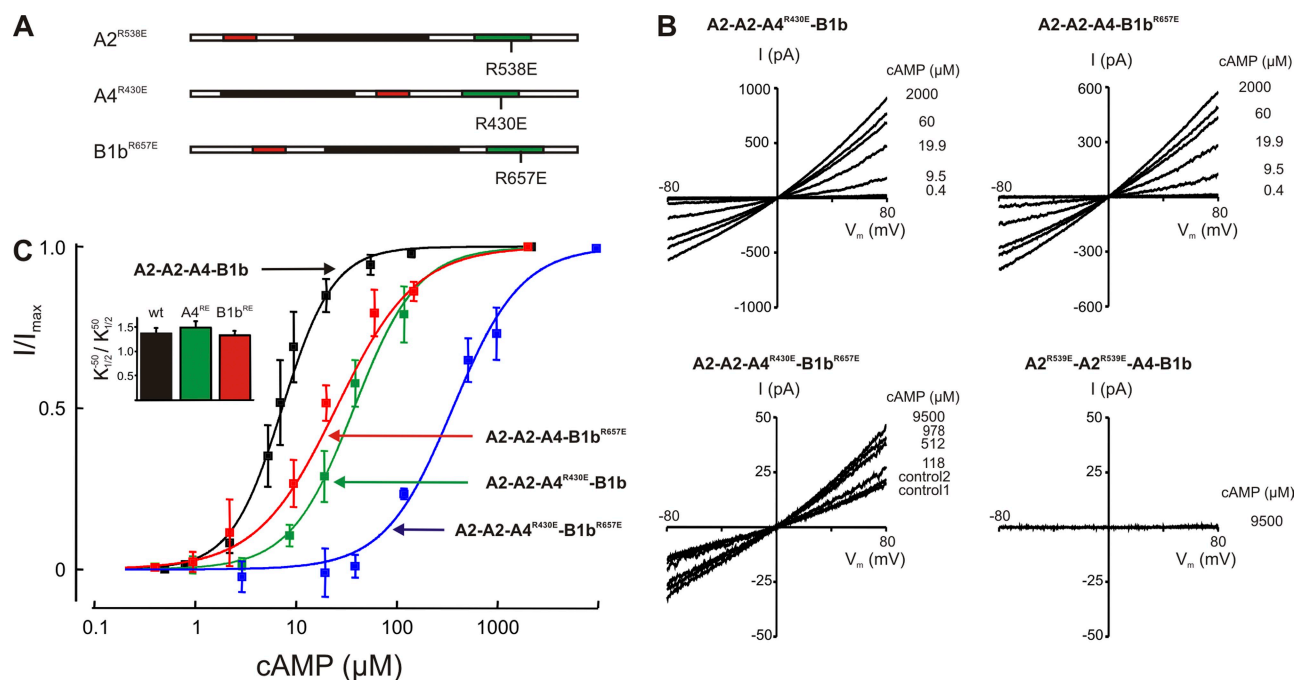 A
A2R538E
R538E
A4R430E
R430E
B1bR657E
R657E
B
A2-A2-A4R430E-B1b
I (pA)
cAMP (µM)
1000
2000
60
500
19.9
9.5
0.4
-80
80
Vm (mV)
-500
-1000
A2-A2-A4-B1bR657E
I (pA)
cAMP (µM)
600
2000
60
300
19.9
9.5
0.4
-80
80
Vm (mV)
-300
-600
A2-A2-A4R430E-B1bR657E
I (pA)
cAMP (µM)
50
9500
978
512
25
118
control2
control1
-80
80
Vm (mV)
-25
-50
A2R539E-A2R539E-A4-B1b
I (pA)
50
25
cAMP (µM)
9500
-80
80
Vm (mV)
-25
-50
C
1.0
A2-A2-A4-B1b
wt A4RE B1bRE
1.5
1.0
0.5
K-501/2 / K501/2
I/Imax
0.5
A2-A2-A4-B1bR657E
A2-A2-A4R430E-B1b
A2-A2-A4R430E-B1bR657E
0
0.1 1 10 100 1000
cAMP (µM)